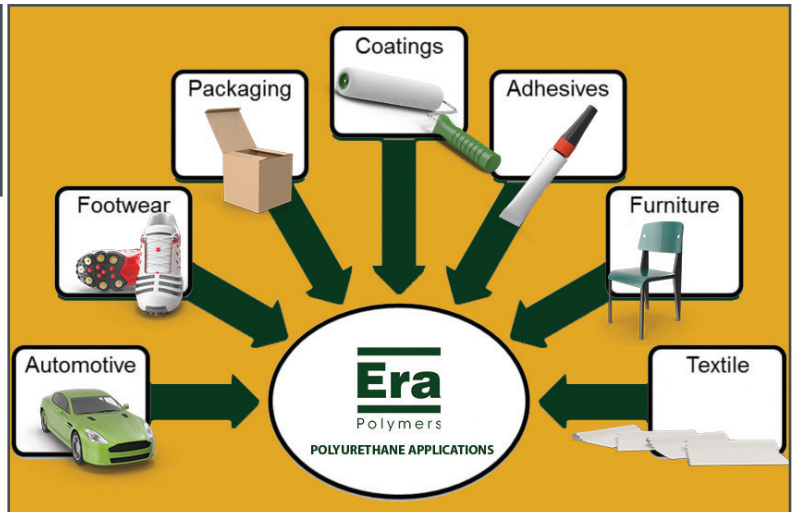 Coatings
Packaging
Adhesives
Footwear
Furniture
Automotive
Textile
Era
Polymers
POLYURETHANE APPLICATIONS